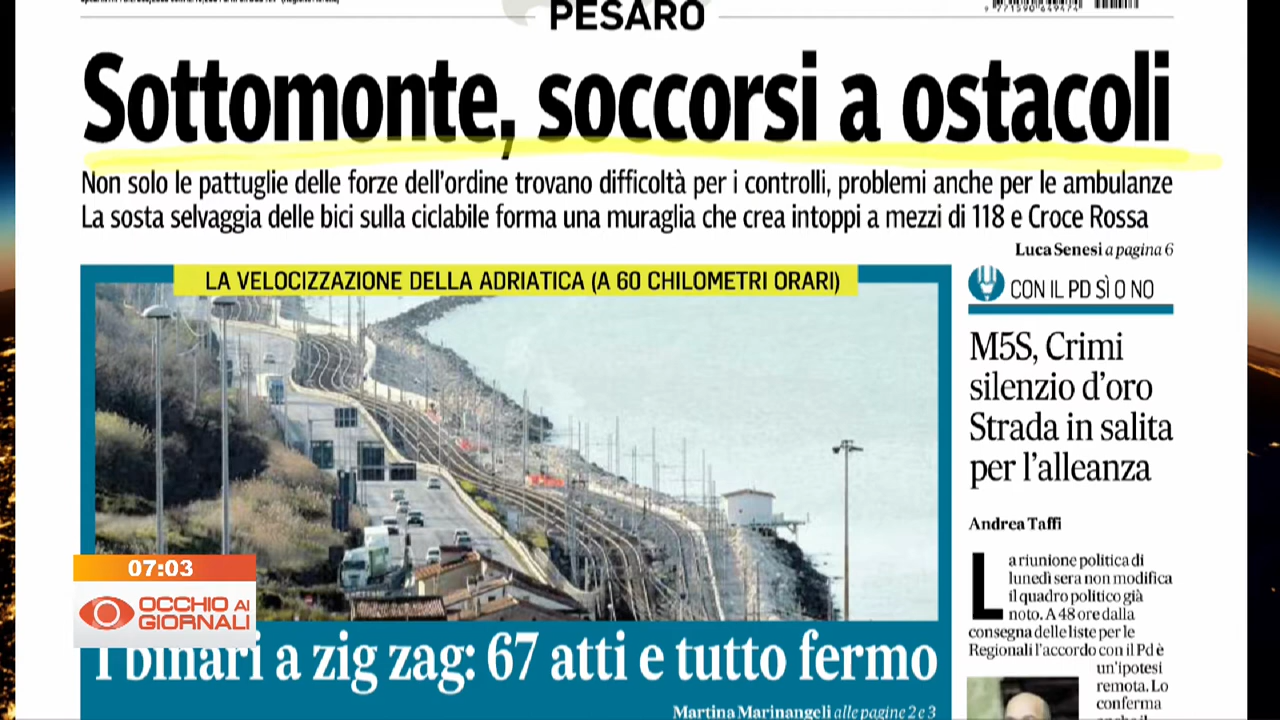 PESARO
Sottomonte, soccorsi a ostacoli
Non solo le pattuglie delle forze dell'ordine trovano difficoltà per i controlli, problemi anche per le ambulanze
La sosta selvaggia delle bici sulla ciclabile forma una muraglia che crea intoppi a mezzi di 118 e Croce Rossa
Luca Senesi a pagina 6
LA VELOCIZZAZIONE DELLA ADRIATICA (A 60 CHILOMETRI ORARI)
I binari a zig zag: 67 atti e tutto fermo
Martina Marinangeli alle pagine 2 e 3
CON IL PD SÌ O NO
M5S, Crimi
silenzio d'oro
Strada in salita
per l'alleanza
Andrea Taffi
La riunione politica di
lunedì sera non modifica
il quadro politico già
noto. A 48 ore dalla
consegna delle liste per le
Regionali l'accordo con il Pd è
un'ipotesi
remota. Lo
conferma
07:03
OCCHIO AI
GIORNALI